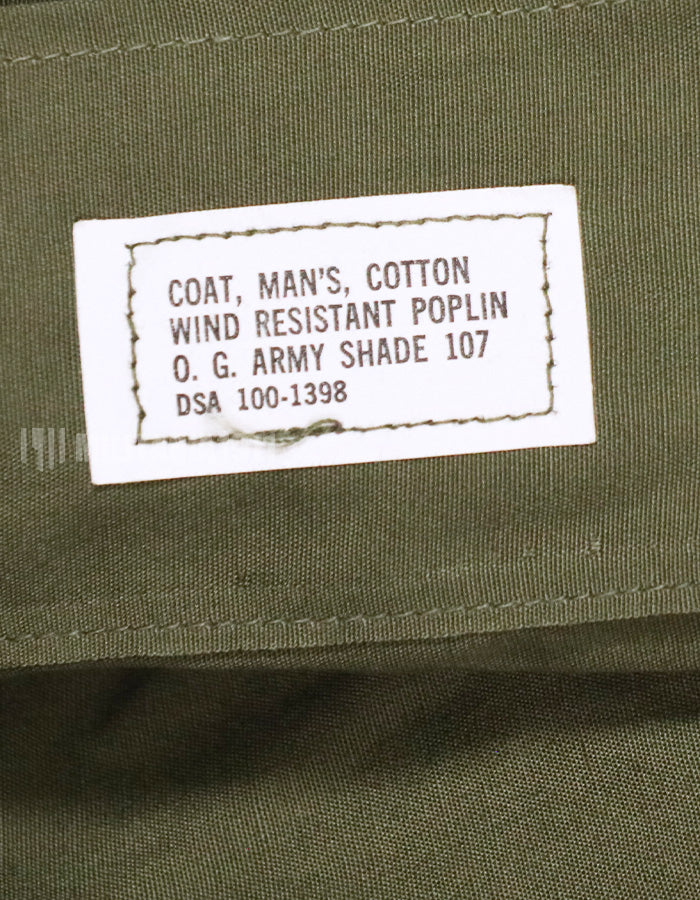 COAT, MAN'S, COTTON
WIND RESISTANT POPLIN
O. G. ARMY SHADE 107
DSA 100-1398